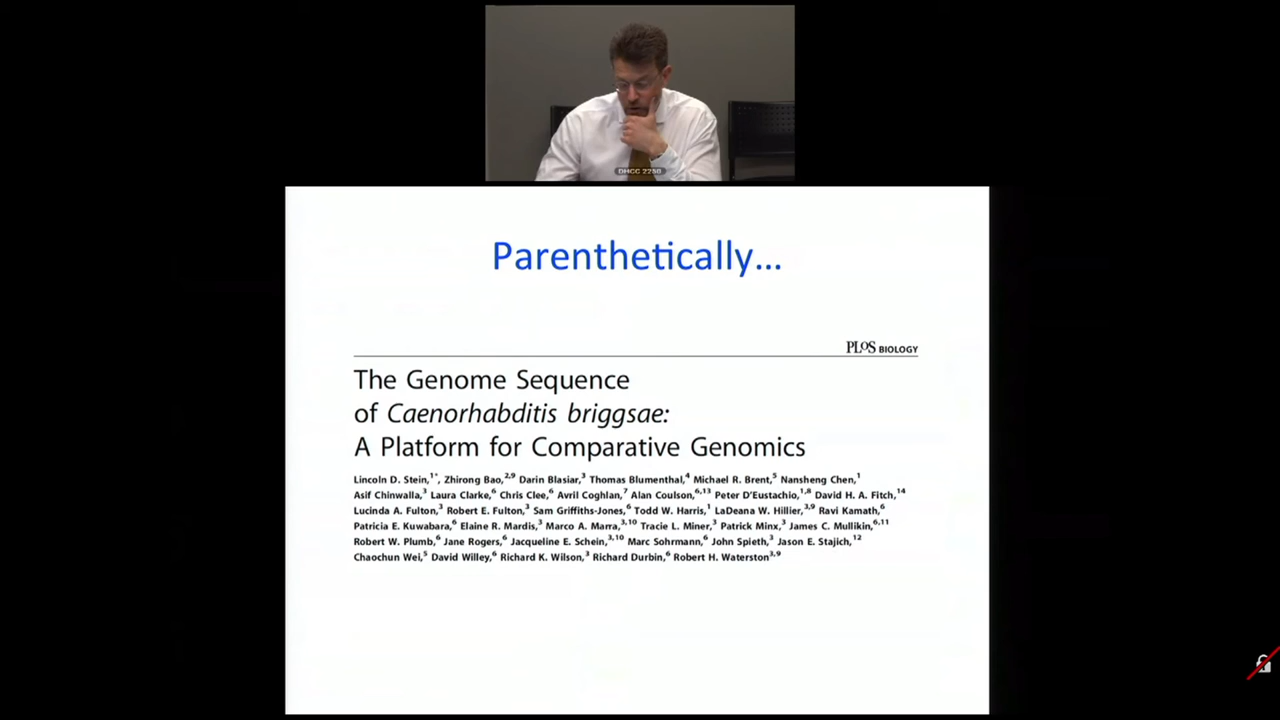 DHCC 2250
Parenthetically...
PLOS BIOLOGY
The Genome Sequence
of Caenorhabditis briggsae:
A Platform for Comparative Genomics
Lincoln D. Stein,1*, Zhirong Bao,2,9 Darin Blasiar,3 Thomas Blumenthal,4 Michael R. Brent,5 Nansheng Chen,1
Asif Chinwalla,3 Laura Clarke,6 Chris Clee,6 Avril Coghlan,7 Alan Coulson,6,13 Peter D'Eustachio,1,8 David H. A. Fitch,14
Lucinda A. Fulton,3 Robert E. Fulton,3 Sam Griffiths-Jones,6 Todd W. Harris,1 LaDeana W. Hillier,3,9 Ravi Kamath,6
Patricia E. Kuwabara,6 Elaine R. Mardis,3 Marco A. Marra,3,10 Tracie L. Miner,3 Patrick Minx,3 James C. Mullikin,6,11
Robert W. Plumb,6 Jane Rogers,6 Jacqueline E. Schein,3,10 Marc Sohrmann,6 John Spieth,3 Jason E. Stajich,12
Chaochun Wei,5 David Willey,6 Richard K. Wilson,3 Richard Durbin,6 Robert H. Waterston3,9